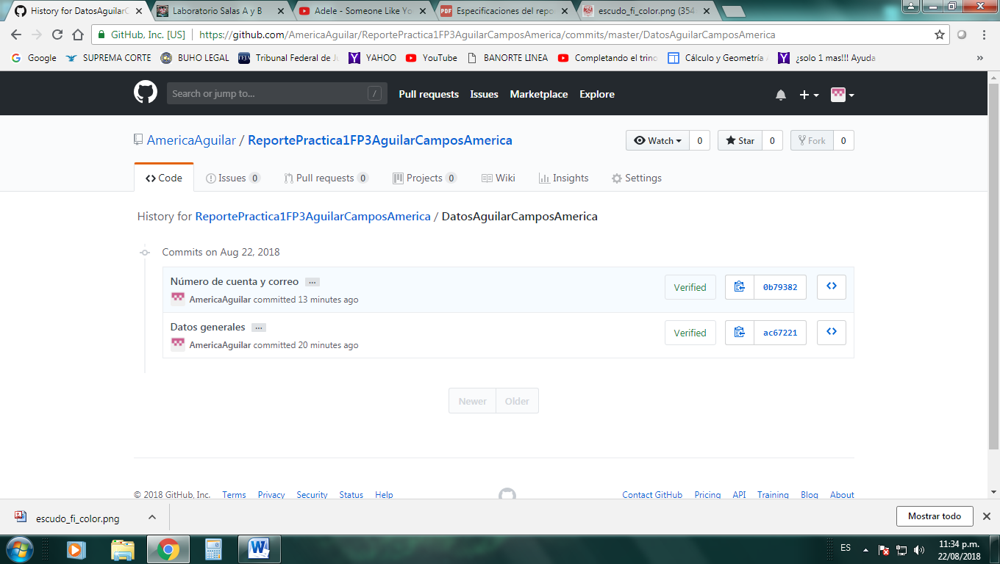 History for DatosAguilarC
Laboratorio Salas A y B
Adele - Someone Like Yo
PDF Especificaciones del repo
escudo_fi_color.png (354
GitHub, Inc. [US] https://github.com/AmericaAguilar/ReportePractica1FP3AguilarCamposAmerica/commits/master/DatosAguilarCamposAmerica
Google SUPREMA CORTE BUHO LEGAL Tribunal Federal de Ju YAHOO YouTube BANORTE LINEA Completando el trino Cálculo y Geometría A ¿solo 1 mas!!! Ayuda »
Search or jump to... / Pull requests Issues Marketplace Explore
AmericaAguilar / ReportePractica1FP3AguilarCamposAmerica
Watch 0 Star 0 Fork 0
Code Issues 0 Pull requests 0 Projects 0 Wiki Insights Settings
History for ReportePractica1FP3AguilarCamposAmerica / DatosAguilarCamposAmerica
Commits on Aug 22, 2018
Número de cuenta y correo ...
AmericaAguilar committed 13 minutes ago
Verified 0b79382
Datos generales ...
AmericaAguilar committed 20 minutes ago
Verified ac67221
Newer Older
© 2018 GitHub, Inc. Terms Privacy Security Status Help Contact GitHub Pricing API Training Blog About
escudo_fi_color.png Mostrar todo
ES 11:34 p.m.
22/08/2018